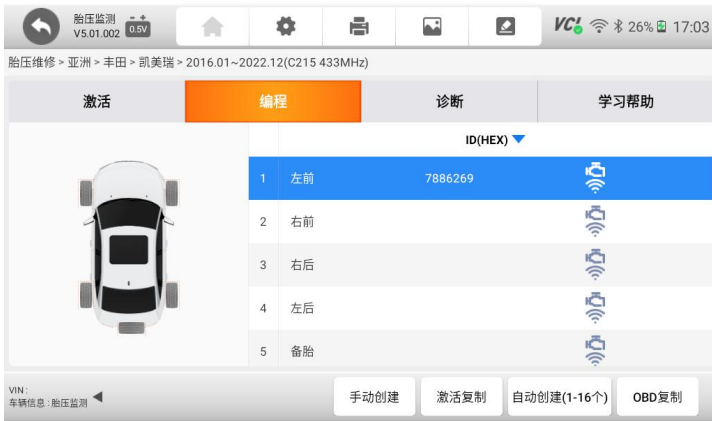 胎压监测
V5.01.002
0.5V
VCI
26%
17:03
胎压维修 > 亚洲 > 丰田 > 凯美瑞 > 2016.01~2022.12(C215 433MHz)
激活
编程
诊断
学习帮助
ID(HEX)
1 左前 7886269
2 右前
3 右后
4 左后
5 备胎
VIN :
车辆信息 : 胎压监测
手动创建
激活复制
自动创建(1-16个)
OBD复制